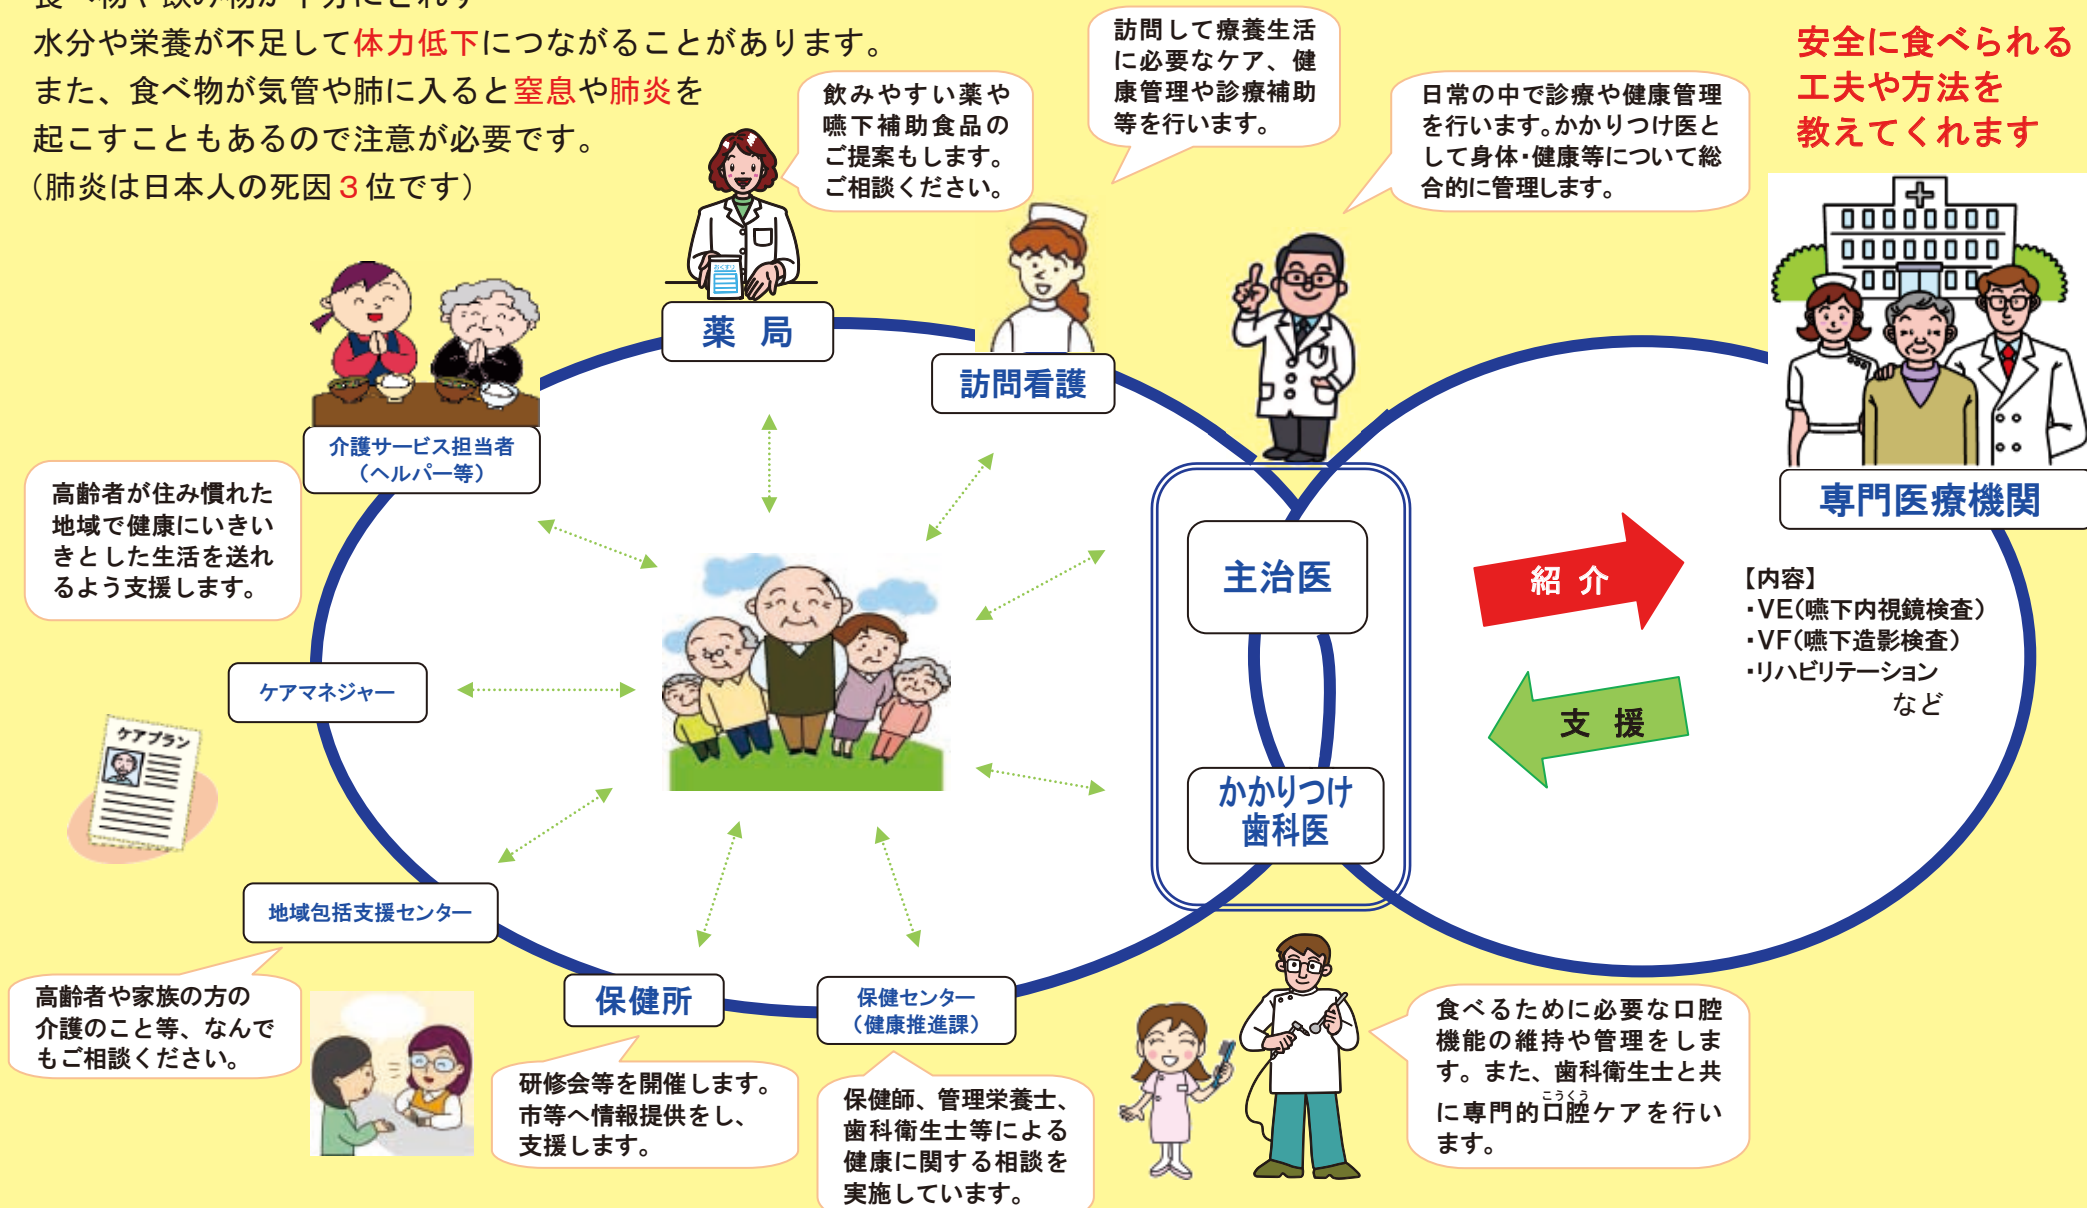 水分や栄養が不足して体力低下につながることがあります。
また、食べ物が気管や肺に入ると窒息や肺炎を
起こすこともあるので注意が必要です。
(肺炎は日本人の死因3位です)
飲みやすい薬や
嚥下補助食品の
ご提案もします。
ご相談ください。
訪問して療養生活
に必要なケア、健
康管理や診療補助
等を行います。
日常の中で診療や健康管理
を行います。かかりつけ医と
して身体・健康等について総
合的に管理します。
安全に食べられる
工夫や方法を
教えてくれます
おくすり
薬 局
訪問看護
介護サービス担当者
(ヘルパー等)
高齢者が住み慣れた
地域で健康にいきい
きとした生活を送れ
るよう支援します。
専門医療機関
主治医
紹 介
【内容】
・VE(嚥下内視鏡検査)
・VF(嚥下造影検査)
・リハビリテーション
など
支 援
ケアマネジャー
ケアプラン
かかりつけ
歯科医
地域包括支援センター
高齢者や家族の方の
介護のこと等、なんで
もご相談ください。
保健所
研修会等を開催します。
市等へ情報提供をし、
支援します。
保健センター
(健康推進課)
保健師、管理栄養士、
歯科衛生士等による
健康に関する相談を
実施しています。
食べるために必要な口腔
機能の維持や管理をしま
す。また、歯科衛生士と共
こうくう
に専門的口腔ケアを行い
ます。